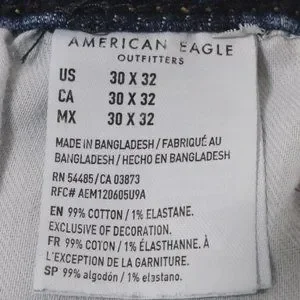 AMERICAN EAGLE
OUTFITTERS
US 30 X 32
CA 30 X 32
MX 30 X 32
MADE IN BANGLADESH / FABRIQUÉ AU
BANGLADESH / HECHO EN BANGLADESH
RN 54485/CA 03873
RFC# AEM120605U9A
EN 99% COTTON / 1% ELASTANE.
EXCLUSIVE OF DECORATION.
FR 99% COTON / 1% ÉLASTHANNE. À
L'EXCEPTION DE LA GARNITURE.
SP 99% algodón / 1% elastano.